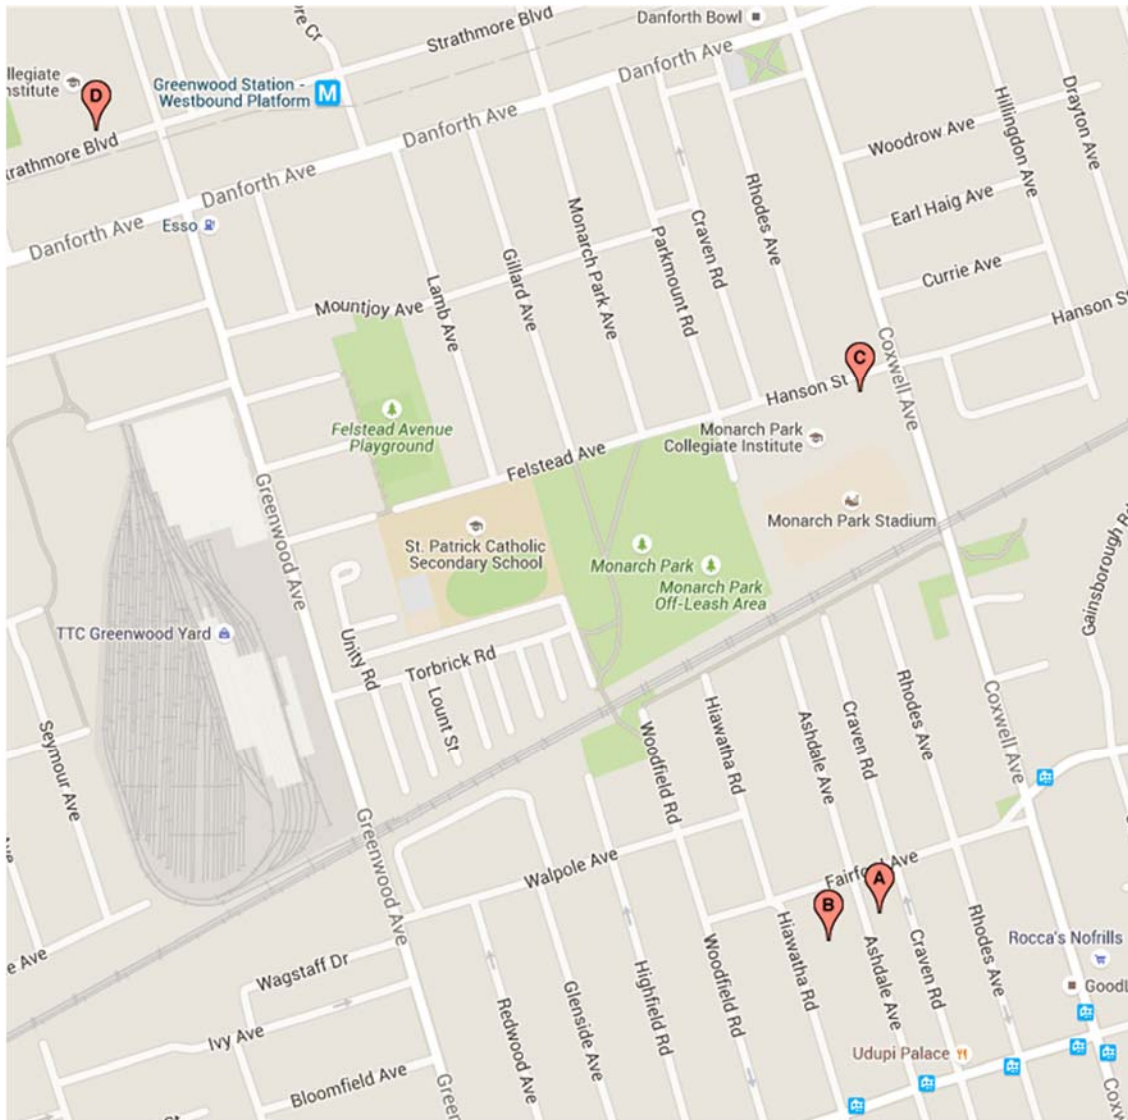 Danforth Bowl
Strathmore Blvd
ore Cr
llegiate
nstitute
D
Greenwood Station -
Westbound Platform
M
trathmore Blvd
Danforth Ave
Danforth Ave
Danforth Ave
Danforth Ave
Esso
Woodrow Ave
Hillingdon Ave
Drayton Ave
Earl Haig Ave
Currie Ave
Hanson St
Rhodes Ave
Craven Rd
Parkmount Rd
Monarch Park Ave
Gillard Ave
Lamb Ave
Mountjoy Ave
C
Hanson St
Coxwell Ave
Felstead Avenue
Playground
Felstead Ave
Monarch Park
Collegiate Institute
Monarch Park Stadium
St. Patrick Catholic
Secondary School
Monarch Park
Monarch Park
Off-Leash Area
Greenwood Ave
Gainsborough Rd
TTC Greenwood Yard
Unity Rd
Torbrick Rd
Lount St
Seymour Ave
Woodfield Rd
Hiawatha Rd
Ashdale Ave
Craven Rd
Rhodes Ave
Coxwell Ave
Greenwood Ave
Walpole Ave
Fairford Ave
A
B
Hiawatha Rd
Ashdale Ave
Craven Rd
Rhodes Ave
Rocca's Nofrills
GoodL
e Ave
Wagstaff Dr
Ivy Ave
Bloomfield Ave
Redwood Ave
Glenside Ave
Highfield Rd
Woodfield Rd
Udupi Palace
Green
Coxw